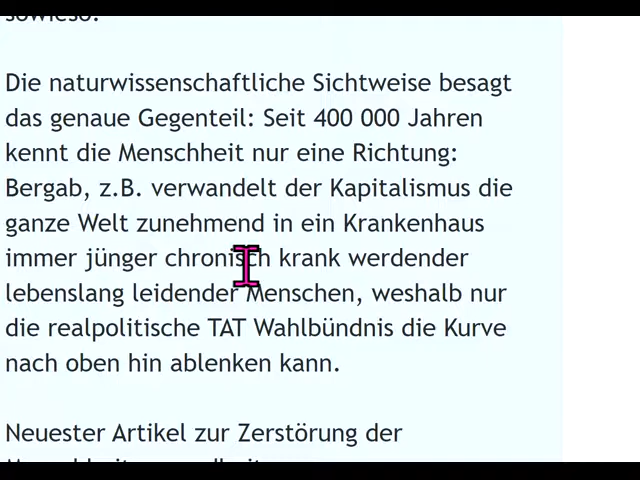 sowieso.
Die naturwissenschaftliche Sichtweise besagt
das genaue Gegenteil: Seit 400 000 Jahren
kennt die Menschheit nur eine Richtung:
Bergab, z.B. verwandelt der Kapitalismus die
ganze Welt zunehmend in ein Krankenhaus
immer jünger chronisch krank werdender
lebenslang leidender Menschen, weshalb nur
die realpolitische TAT Wahlbündnis die Kurve
nach oben hin ablenken kann.
Neuester Artikel zur Zerstörung der